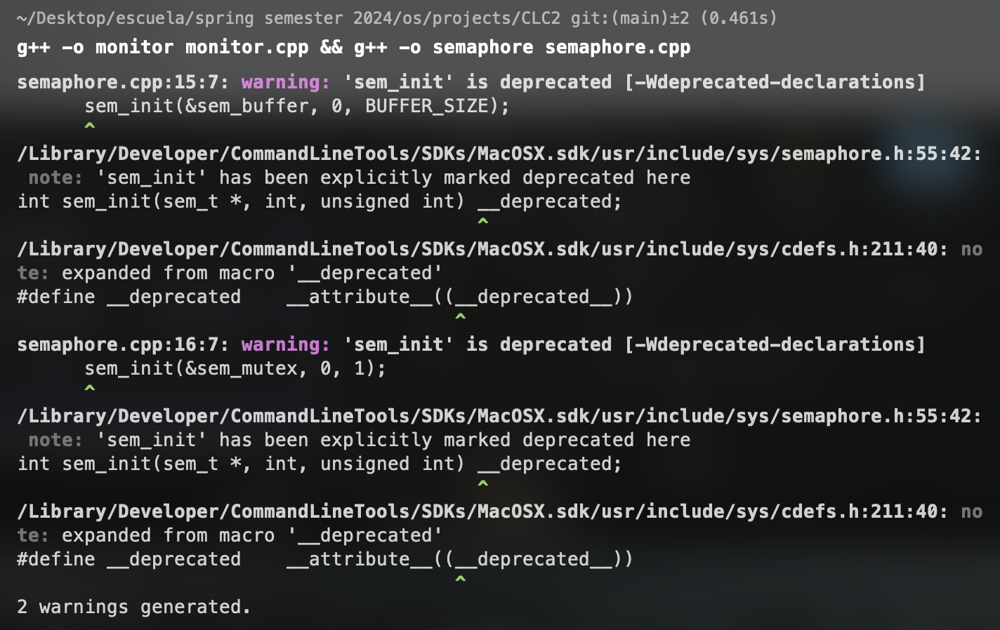 ~/Desktop/escuela/spring semester 2024/os/projects/CLC2 git:(main)±2 (0.461s)
g++ -o monitor monitor.cpp && g++ -o semaphore semaphore.cpp
semaphore.cpp:15:7: warning: 'sem_init' is deprecated [-Wdeprecated-declarations]
      sem_init(&sem_buffer, 0, BUFFER_SIZE);
      ^
/Library/Developer/CommandLineTools/SDKs/MacOSX.sdk/usr/include/sys/semaphore.h:55:42:
 note: 'sem_init' has been explicitly marked deprecated here
int sem_init(sem_t *, int, unsigned int) __deprecated;
                                         ^
/Library/Developer/CommandLineTools/SDKs/MacOSX.sdk/usr/include/sys/cdefs.h:211:40: no
te: expanded from macro '__deprecated'
#define __deprecated    __attribute__((__deprecated__))
                                       ^
semaphore.cpp:16:7: warning: 'sem_init' is deprecated [-Wdeprecated-declarations]
      sem_init(&sem_mutex, 0, 1);
      ^
/Library/Developer/CommandLineTools/SDKs/MacOSX.sdk/usr/include/sys/semaphore.h:55:42:
 note: 'sem_init' has been explicitly marked deprecated here
int sem_init(sem_t *, int, unsigned int) __deprecated;
                                         ^
/Library/Developer/CommandLineTools/SDKs/MacOSX.sdk/usr/include/sys/cdefs.h:211:40: no
te: expanded from macro '__deprecated'
#define __deprecated    __attribute__((__deprecated__))
                                       ^
2 warnings generated.